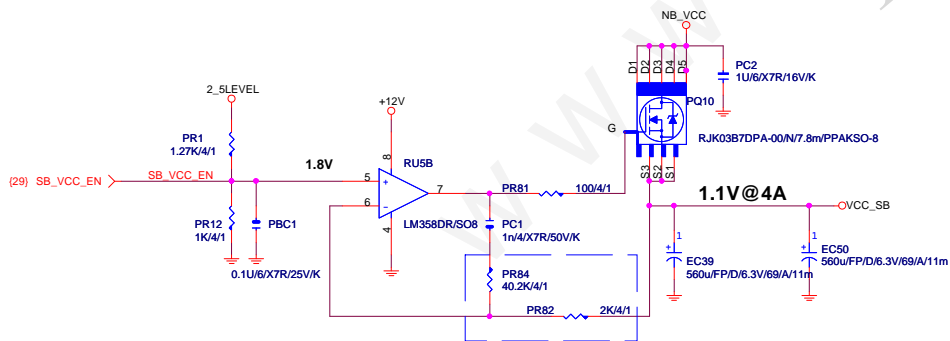 NB_VCC
D1
D2
D3
D4
D5
PC2
1U/6/X7R/16V/K
2_5LEVEL
+12V
PQ10
PR1
1.27K/4/1
G
RJK03B7DPA-00/N/7.8m/PPAKSO-8
8
1.8V
RU5B
S3
S2
S1
{29} SB_VCC_EN
SB_VCC_EN
5
+
7
PR81
100/4/1
1.1V@4A
6
-
LM358DR/SO8
VCC_SB
PR12
1K/4/1
PBC1
4
PC1
1n/4/X7R/50V/K
1
+
EC39
560u/FP/D/6.3V/69/A/11m
1
+
EC50
560u/FP/D/6.3V/69/A/11m
0.1U/6/X7R/25V/K
PR84
40.2K/4/1
PR82
2K/4/1
W W W